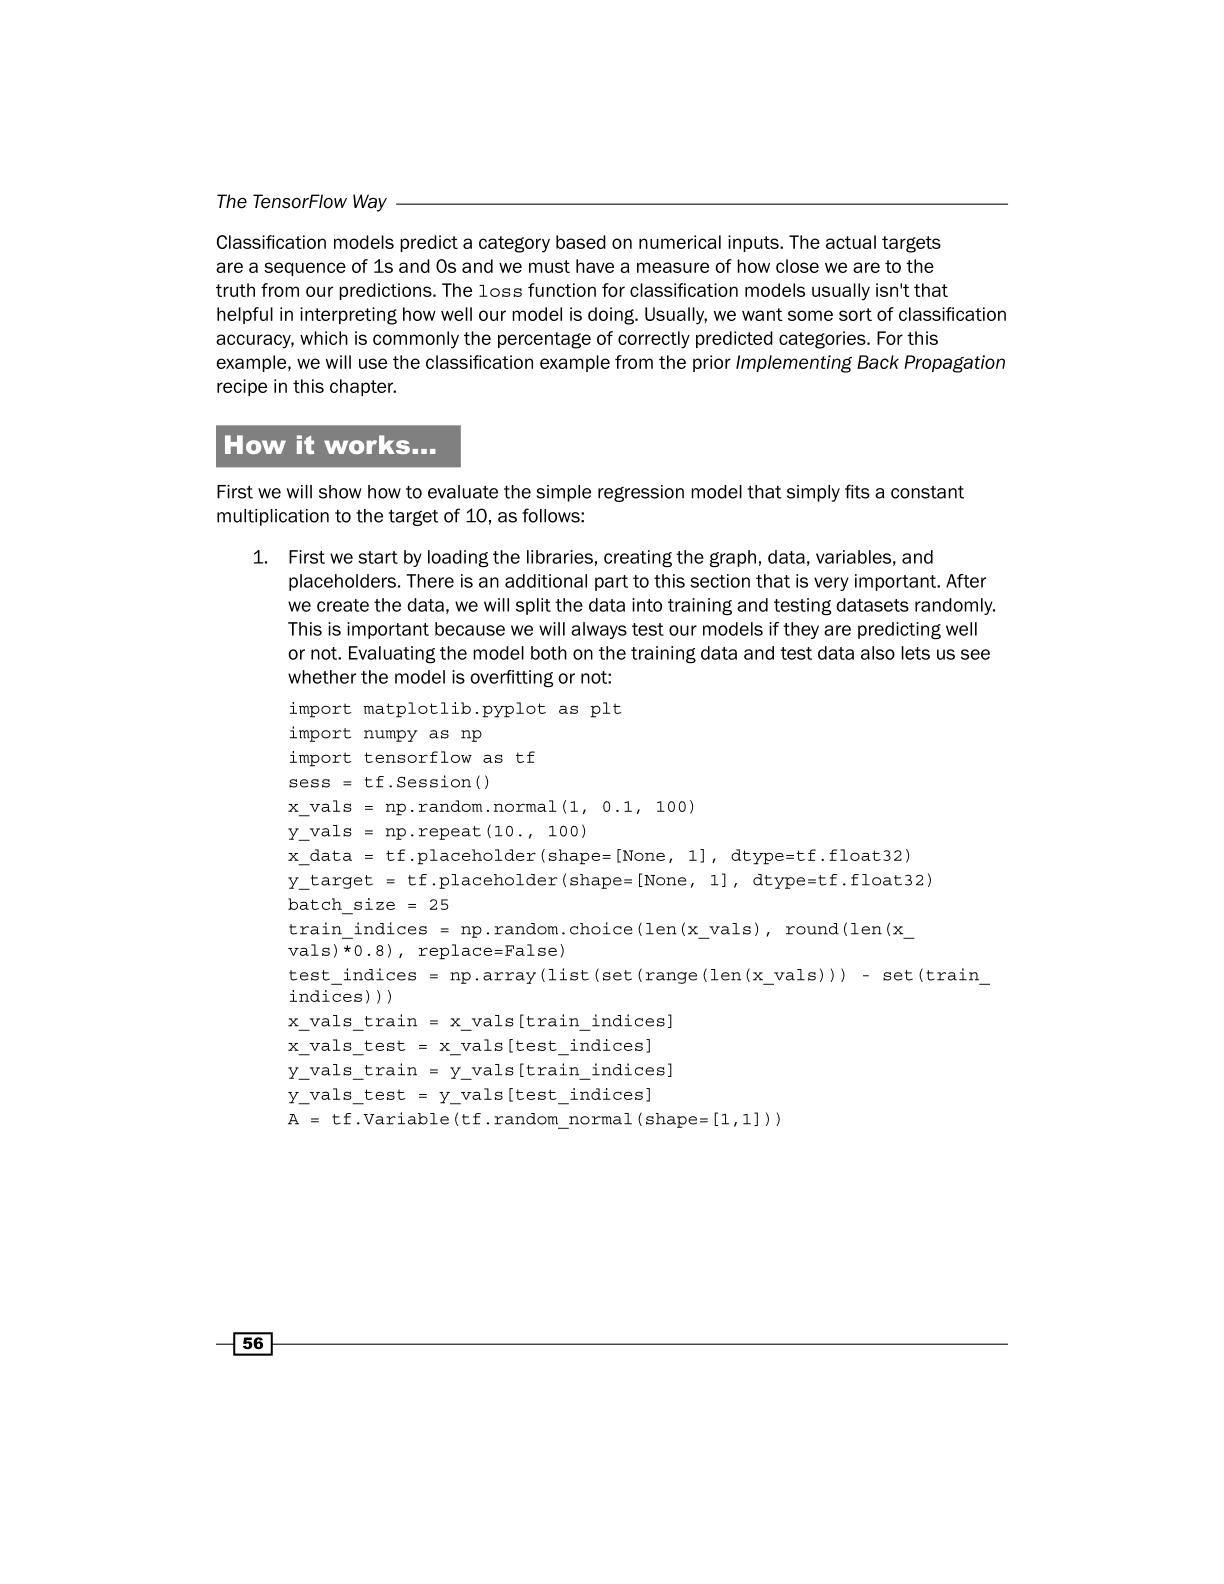 The TensorFlow Way
Classification models predict a category based on numerical inputs. The actual targets
are a sequence of 1s and 0s and we must have a measure of how close we are to the
truth from our predictions. The loss function for classification models usually isn't that
helpful in interpreting how well our model is doing. Usually, we want some sort of classification
accuracy, which is commonly the percentage of correctly predicted categories. For this
example, we will use the classification example from the prior Implementing Back Propagation
recipe in this chapter.
How it works…
First we will show how to evaluate the simple regression model that simply fits a constant
multiplication to the target of 10, as follows:
1. First we start by loading the libraries, creating the graph, data, variables, and
placeholders. There is an additional part to this section that is very important. After
we create the data, we will split the data into training and testing datasets randomly.
This is important because we will always test our models if they are predicting well
or not. Evaluating the model both on the training data and test data also lets us see
whether the model is overfitting or not:
import matplotlib.pyplot as plt
import numpy as np
import tensorflow as tf
sess = tf.Session()
x_vals = np.random.normal(1, 0.1, 100)
y_vals = np.repeat(10., 100)
x_data = tf.placeholder(shape=[None, 1], dtype=tf.float32)
y_target = tf.placeholder(shape=[None, 1], dtype=tf.float32)
batch_size = 25
train_indices = np.random.choice(len(x_vals), round(len(x_
vals)*0.8), replace=False)
test_indices = np.array(list(set(range(len(x_vals))) - set(train_
indices)))
x_vals_train = x_vals[train_indices]
x_vals_test = x_vals[test_indices]
y_vals_train = y_vals[train_indices]
y_vals_test = y_vals[test_indices]
A = tf.Variable(tf.random_normal(shape=[1,1]))
56